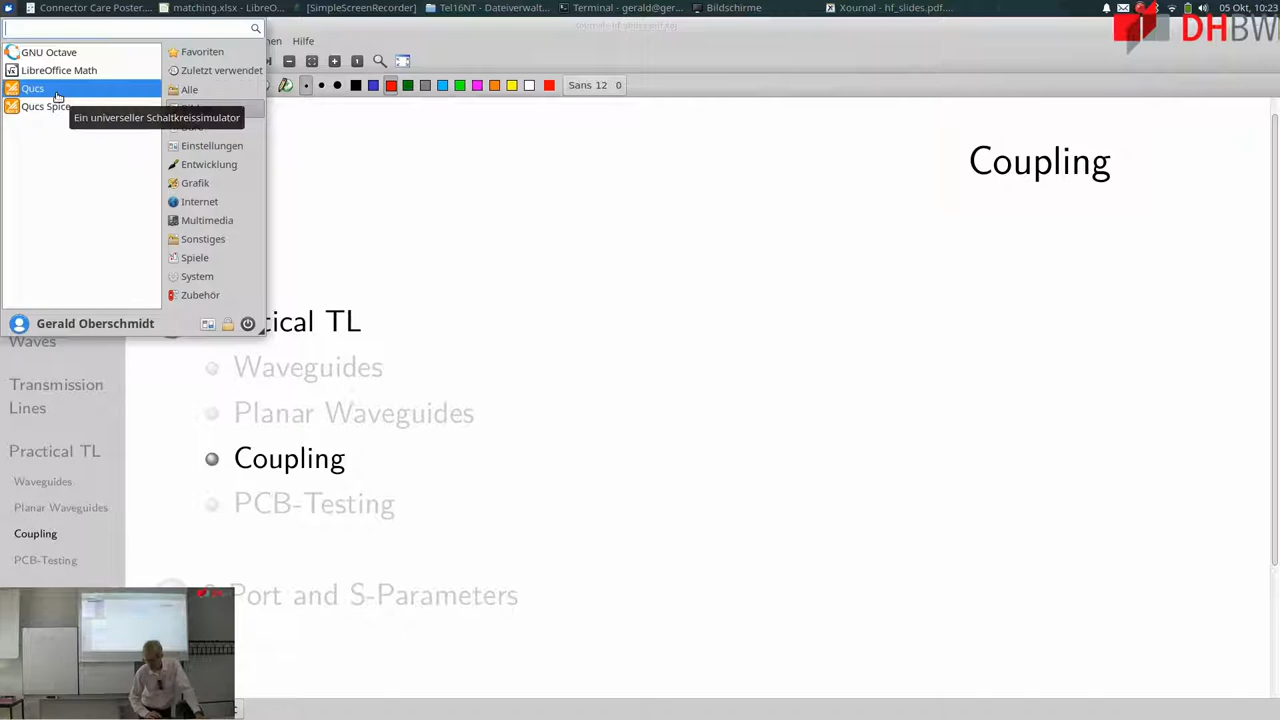 Connector Care Poster....
matching.xlsx - LibreO...
[SimpleScreenRecorder]
Tel16NT - Dateiverwalt...
Terminal - gerald@ger...
Bildschirme
Xournal - hf_slides.pdf....
05 Okt, 10:23
DHBW
Hilfe
Sans 12
GNU Octave
LibreOffice Math
Qucs
Qucs Spice
Ein universeller Schaltkreissimulator
Favoriten
Zuletzt verwendet
Alle
Einstellungen
Entwicklung
Grafik
Internet
Multimedia
Sonstiges
Spiele
System
Zubehör
Gerald Oberschmidt
Coupling
tical TL
Waveguides
Planar Waveguides
Coupling
PCB-Testing
Port and S-Parameters
Waves
Transmission
Lines
Practical TL
Waveguides
Planar Waveguides
Coupling
PCB-Testing